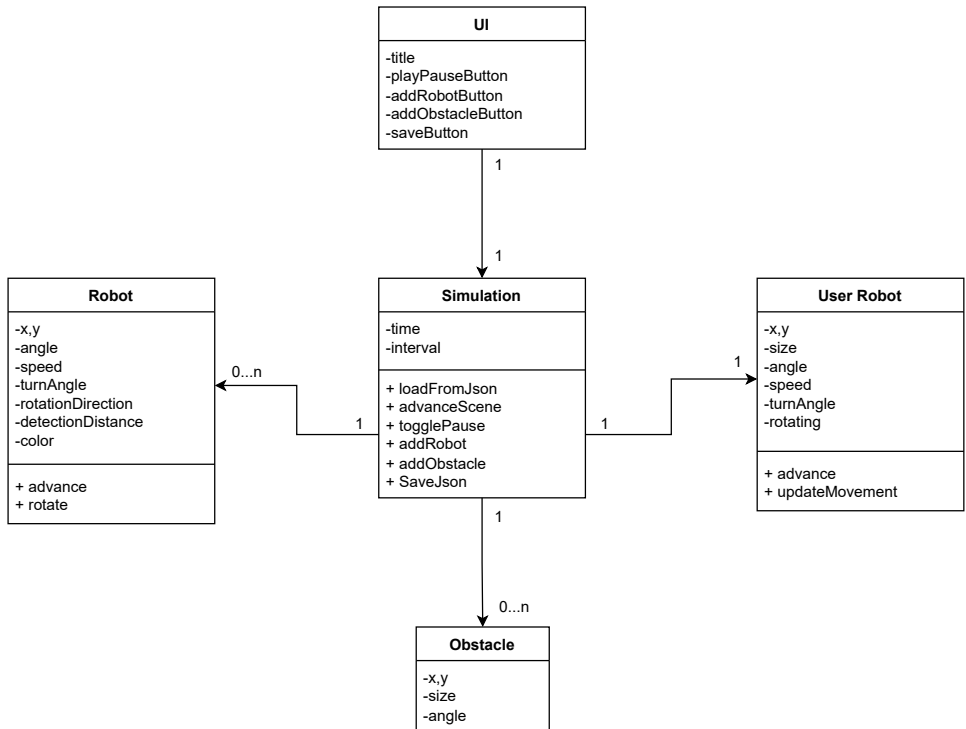 UI
-title
-playPauseButton
-addRobotButton
-addObstacleButton
-saveButton
1
1
Robot
-x,y
-angle
-speed
-turnAngle
-rotationDirection
-detectionDistance
-color
+ advance
+ rotate
0...n
1
Simulation
-time
-interval
+ loadFromJson
+ advanceScene
+ togglePause
+ addRobot
+ addObstacle
+ SaveJson
1
1
User Robot
-x,y
-size
-angle
-speed
-turnAngle
-rotating
+ advance
+ updateMovement
1
0...n
Obstacle
-x,y
-size
-angle